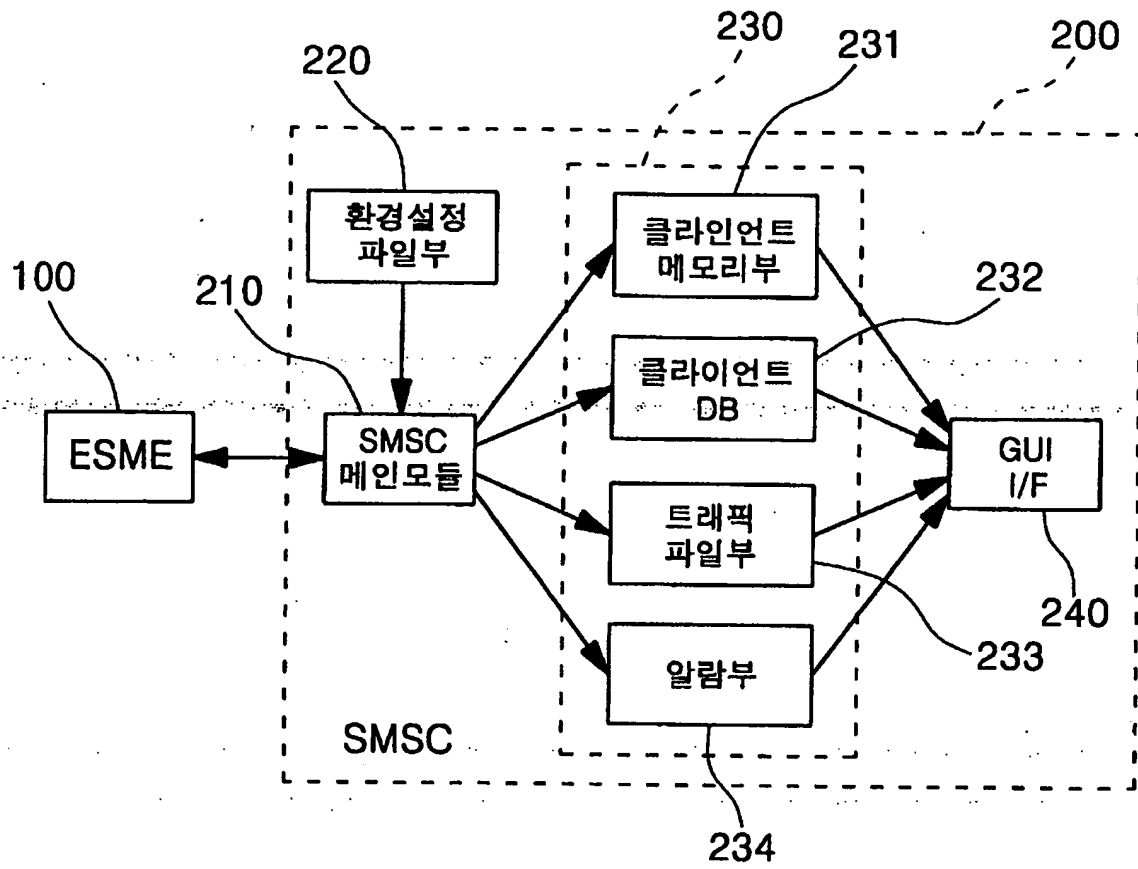 230
231
200
220
환경설정
파일부
클라인언트
메모리부
100
210
232
클라이언트
DB
ESME
SMSC
메인모듈
GUI
I/F
트래픽
파일부
240
233
알람부
SMSC
234